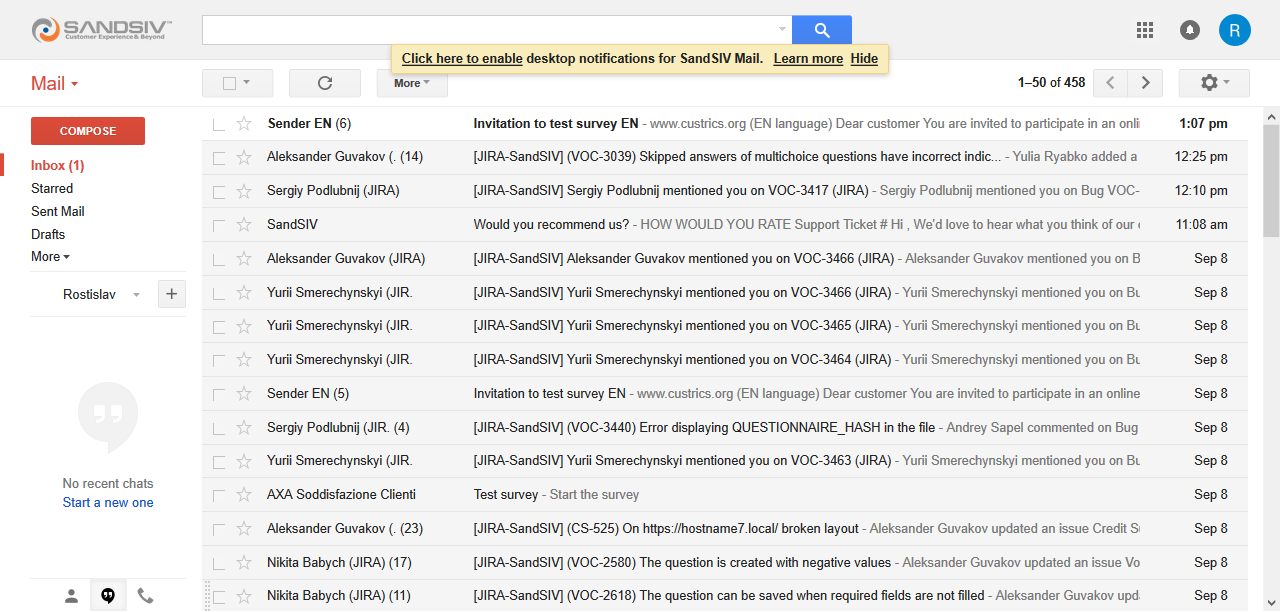 SANDSIV™
Customer Experience & Beyond
R
Click here to enable desktop notifications for SandSIV Mail. Learn more Hide
Mail
More
1–50 of 458
COMPOSE
Inbox (1)
Starred
Sent Mail
Drafts
More
Rostislav
No recent chats
Start a new one
Sender EN (6) Invitation to test survey EN - www.custrics.org (EN language) Dear customer You are invited to participate in an onli 1:07 pm
Aleksander Guvakov (. (14) [JIRA-SandSIV] (VOC-3039) Skipped answers of multichoice questions have incorrect indic... - Yulia Ryabko added a 12:25 pm
Sergiy Podlubnij (JIRA) [JIRA-SandSIV] Sergiy Podlubnij mentioned you on VOC-3417 (JIRA) - Sergiy Podlubnij mentioned you on Bug VOC- 12:10 pm
SandSIV Would you recommend us? - HOW WOULD YOU RATE Support Ticket # Hi , We'd love to hear what you think of our c 11:08 am
Aleksander Guvakov (JIRA) [JIRA-SandSIV] Aleksander Guvakov mentioned you on VOC-3466 (JIRA) - Aleksander Guvakov mentioned you on B Sep 8
Yurii Smerechynskyi (JIR. [JIRA-SandSIV] Yurii Smerechynskyi mentioned you on VOC-3466 (JIRA) - Yurii Smerechynskyi mentioned you on Bu Sep 8
Yurii Smerechynskyi (JIR. [JIRA-SandSIV] Yurii Smerechynskyi mentioned you on VOC-3465 (JIRA) - Yurii Smerechynskyi mentioned you on Bu Sep 8
Yurii Smerechynskyi (JIR. [JIRA-SandSIV] Yurii Smerechynskyi mentioned you on VOC-3464 (JIRA) - Yurii Smerechynskyi mentioned you on Bu Sep 8
Sender EN (5) Invitation to test survey EN - www.custrics.org (EN language) Dear customer You are invited to participate in an online Sep 8
Sergiy Podlubnij (JIR. (4) [JIRA-SandSIV] (VOC-3440) Error displaying QUESTIONNAIRE_HASH in the file - Andrey Sapel commented on Bug Sep 8
Yurii Smerechynskyi (JIR. [JIRA-SandSIV] Yurii Smerechynskyi mentioned you on VOC-3463 (JIRA) - Yurii Smerechynskyi mentioned you on Bu Sep 8
AXA Soddisfazione Clienti Test survey - Start the survey Sep 8
Aleksander Guvakov (. (23) [JIRA-SandSIV] (CS-525) On https://hostname7.local/ broken layout - Aleksander Guvakov updated an issue Credit S Sep 8
Nikita Babych (JIRA) (17) [JIRA-SandSIV] (VOC-2580) The question is created with negative values - Aleksander Guvakov updated an issue Vo Sep 8
Nikita Babych (JIRA) (11) [JIRA-SandSIV] (VOC-2618) The question can be saved when required fields are not filled - Aleksander Guvakov upda Sep 8